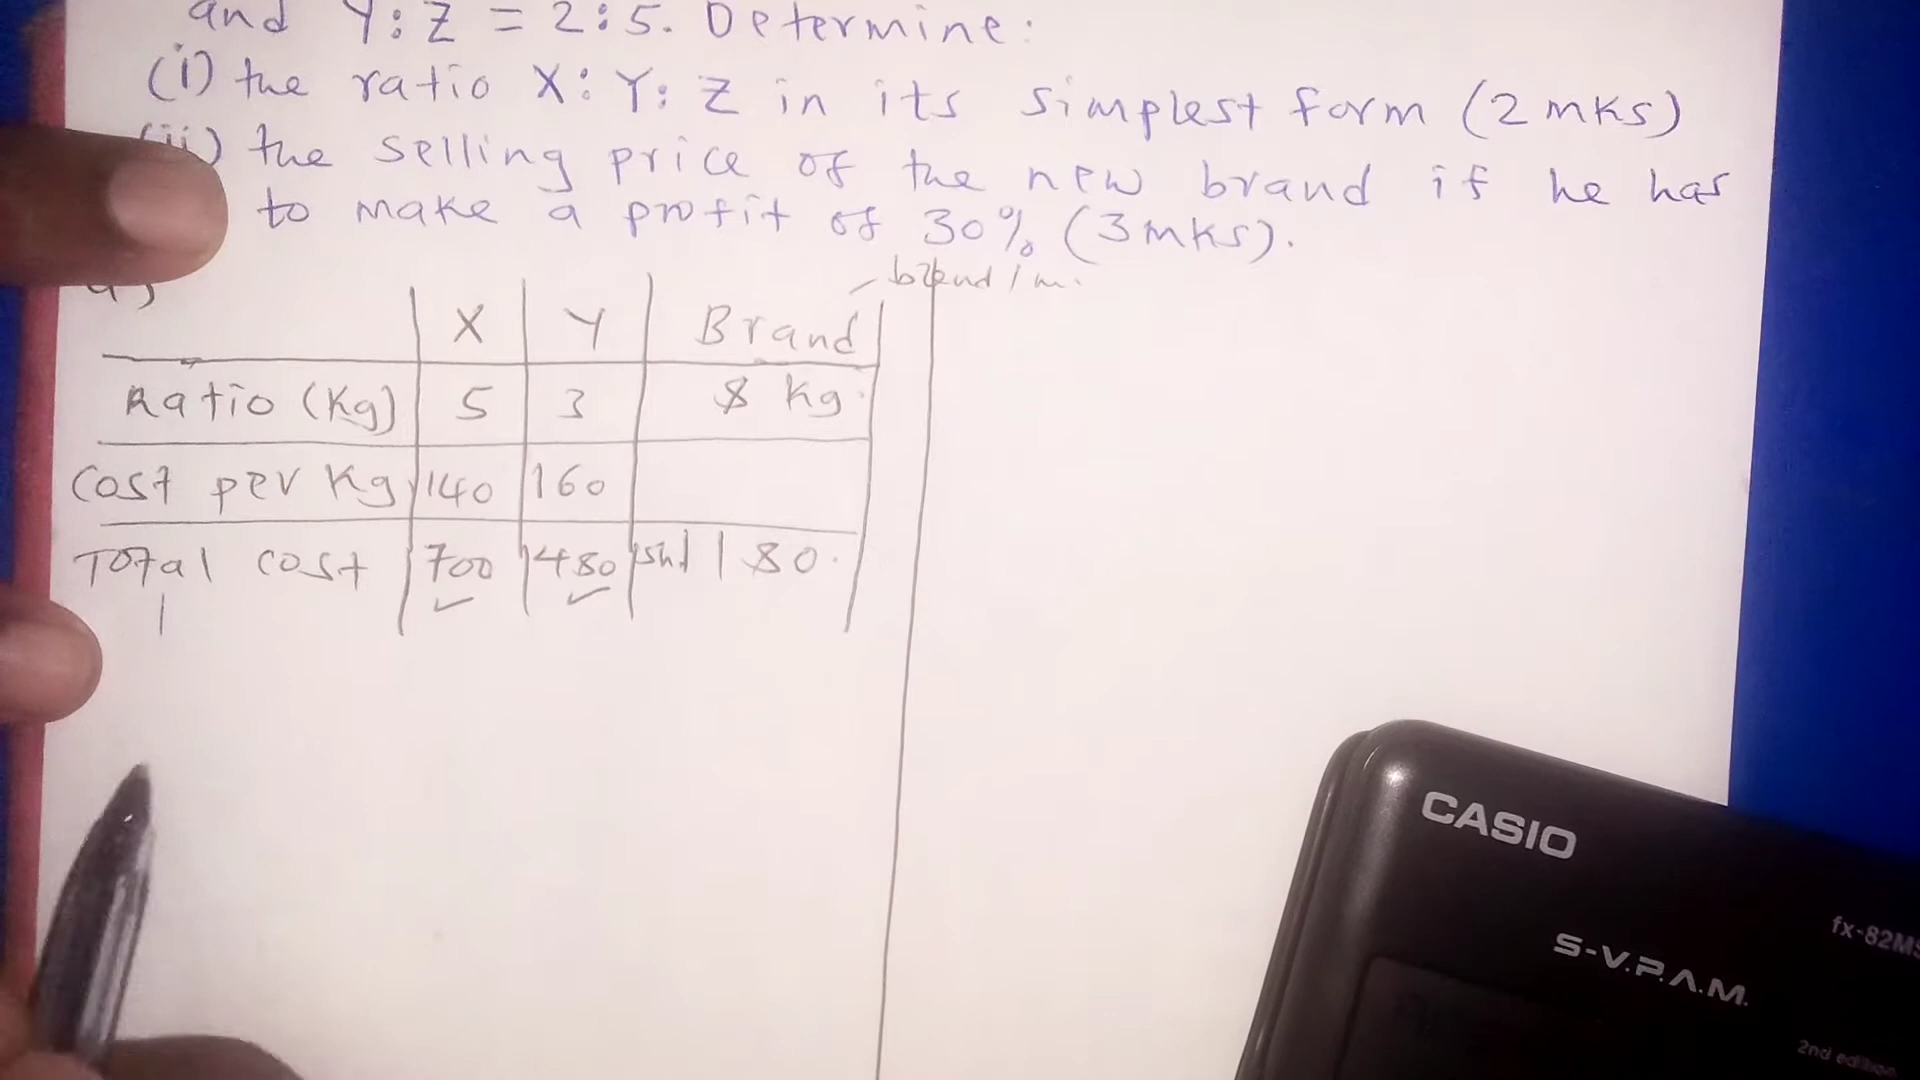 and Y:Z = 2:5. Determine:
(i) the ratio X:Y:Z in its simplest form (2mks)
(ii) the selling price of the new brand if he has
to make a profit of 30% (3mks).
a)
X Y Brand
Ratio (Kg) 5 3 8 Kg.
Cost per Kg 140 160
Total cost 700 480 sh 1180.
CASIO
fx-82MS
S-V.P.A.M.
2nd edition